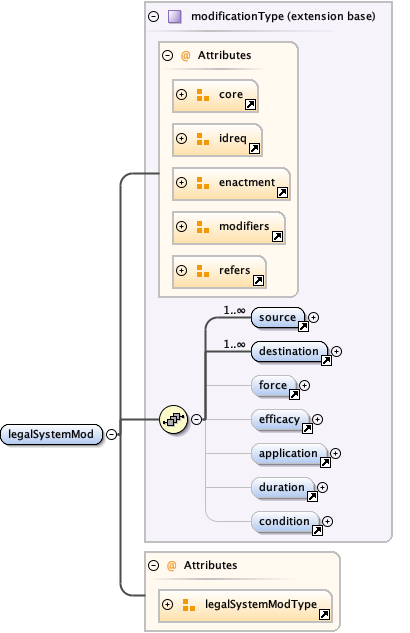 modificationType (extension base)
@ Attributes
core
idreq
enactment
modifiers
refers
1..∞
source
1..∞
destination
force
efficacy
application
duration
condition
legalSystemMod
@ Attributes
legalSystemModType